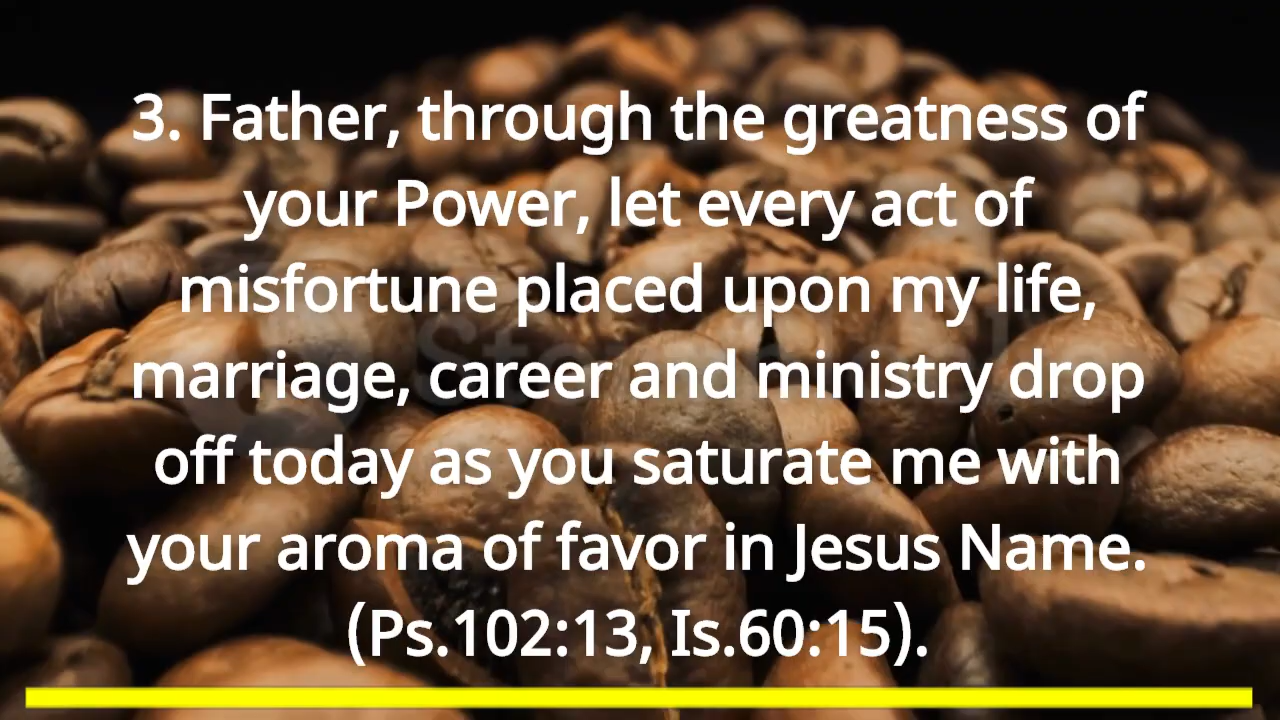 3. Father, through the greatness of
your Power, let every act of
misfortune placed upon my life,
marriage, career and ministry drop
off today as you saturate me with
your aroma of favor in Jesus Name.
(Ps.102:13, Is.60:15).